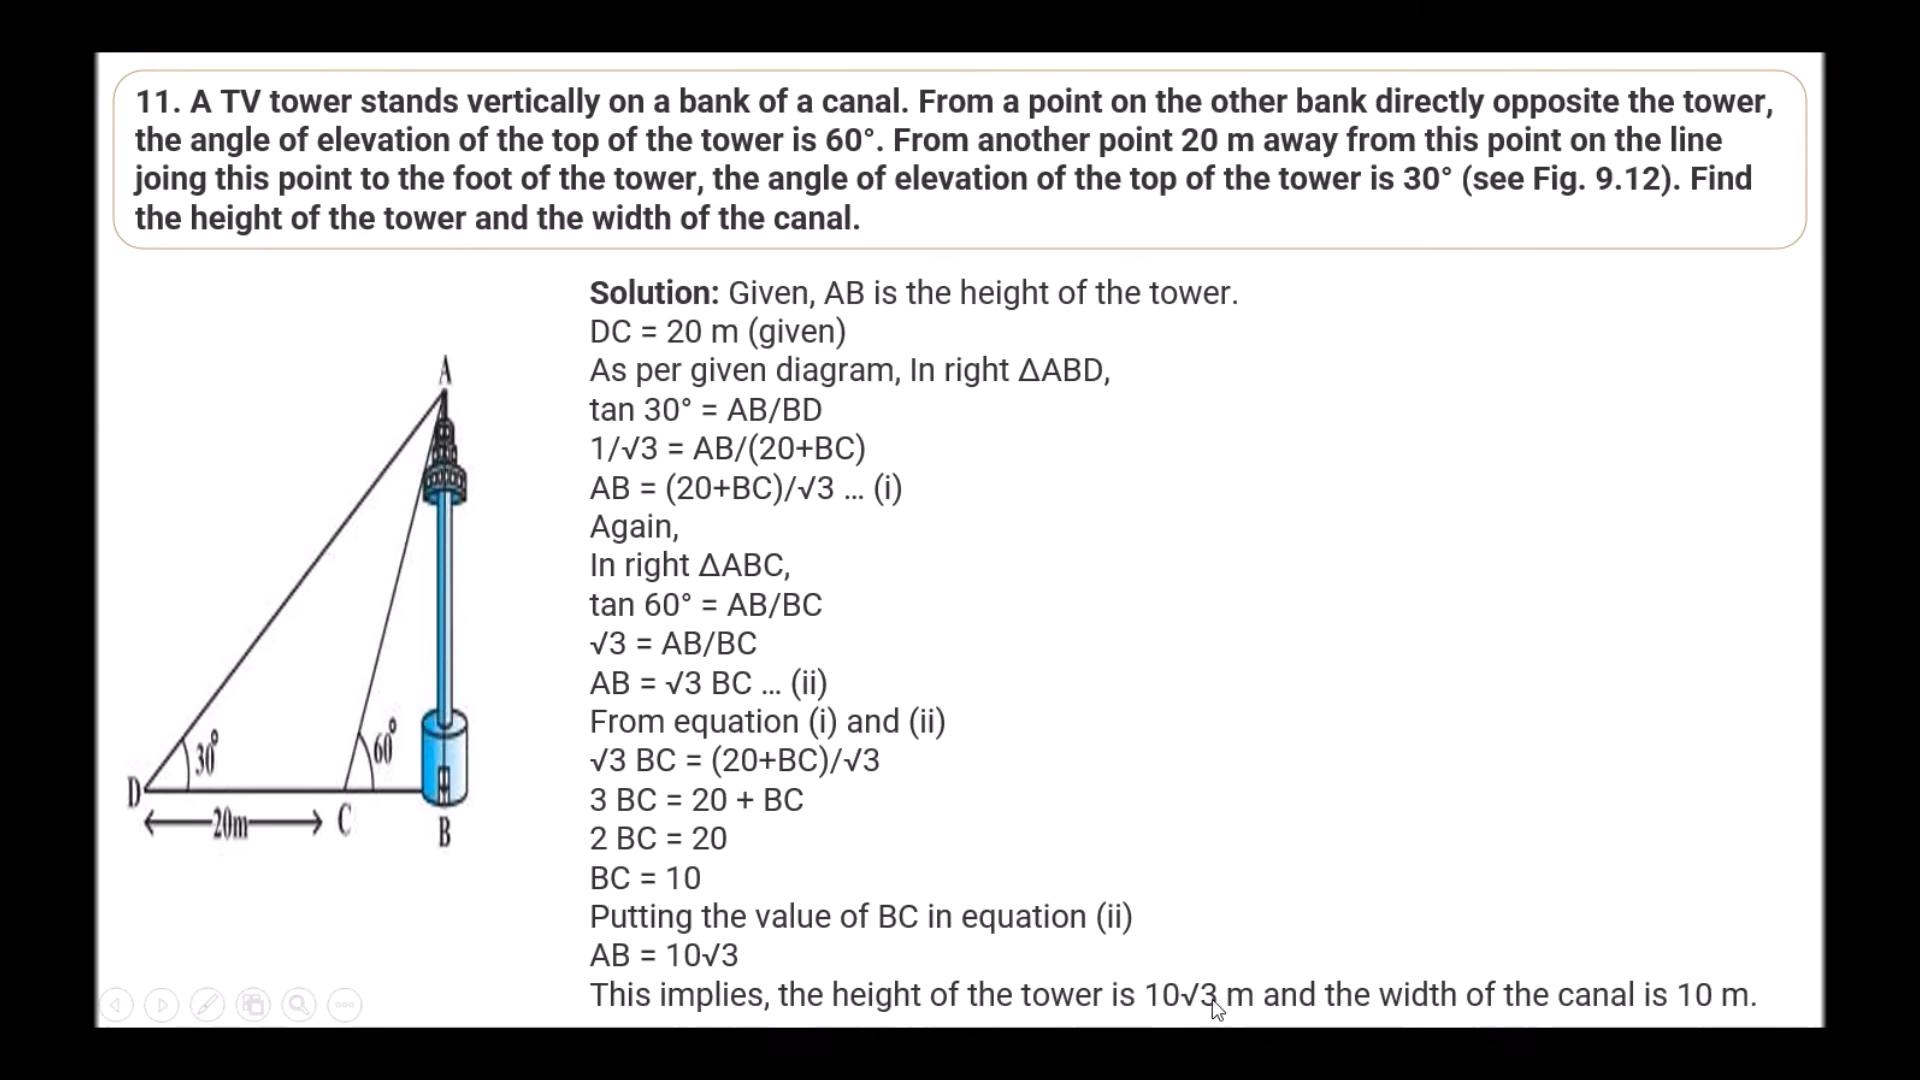 11. A TV tower stands vertically on a bank of a canal. From a point on the other bank directly opposite the tower,
the angle of elevation of the top of the tower is 60°. From another point 20 m away from this point on the line
joing this point to the foot of the tower, the angle of elevation of the top of the tower is 30° (see Fig. 9.12). Find
the height of the tower and the width of the canal.
Solution: Given, AB is the height of the tower.
DC = 20 m (given)
As per given diagram, In right ΔABD,
tan 30° = AB/BD
1/√3 = AB/(20+BC)
AB = (20+BC)/√3 … (i)
Again,
In right ΔABC,
tan 60° = AB/BC
√3 = AB/BC
AB = √3 BC … (ii)
From equation (i) and (ii)
√3 BC = (20+BC)/√3
3 BC = 20 + BC
2 BC = 20
BC = 10
Putting the value of BC in equation (ii)
AB = 10√3
This implies, the height of the tower is 10√3 m and the width of the canal is 10 m.
A
30°
60°
D
20m
C
B